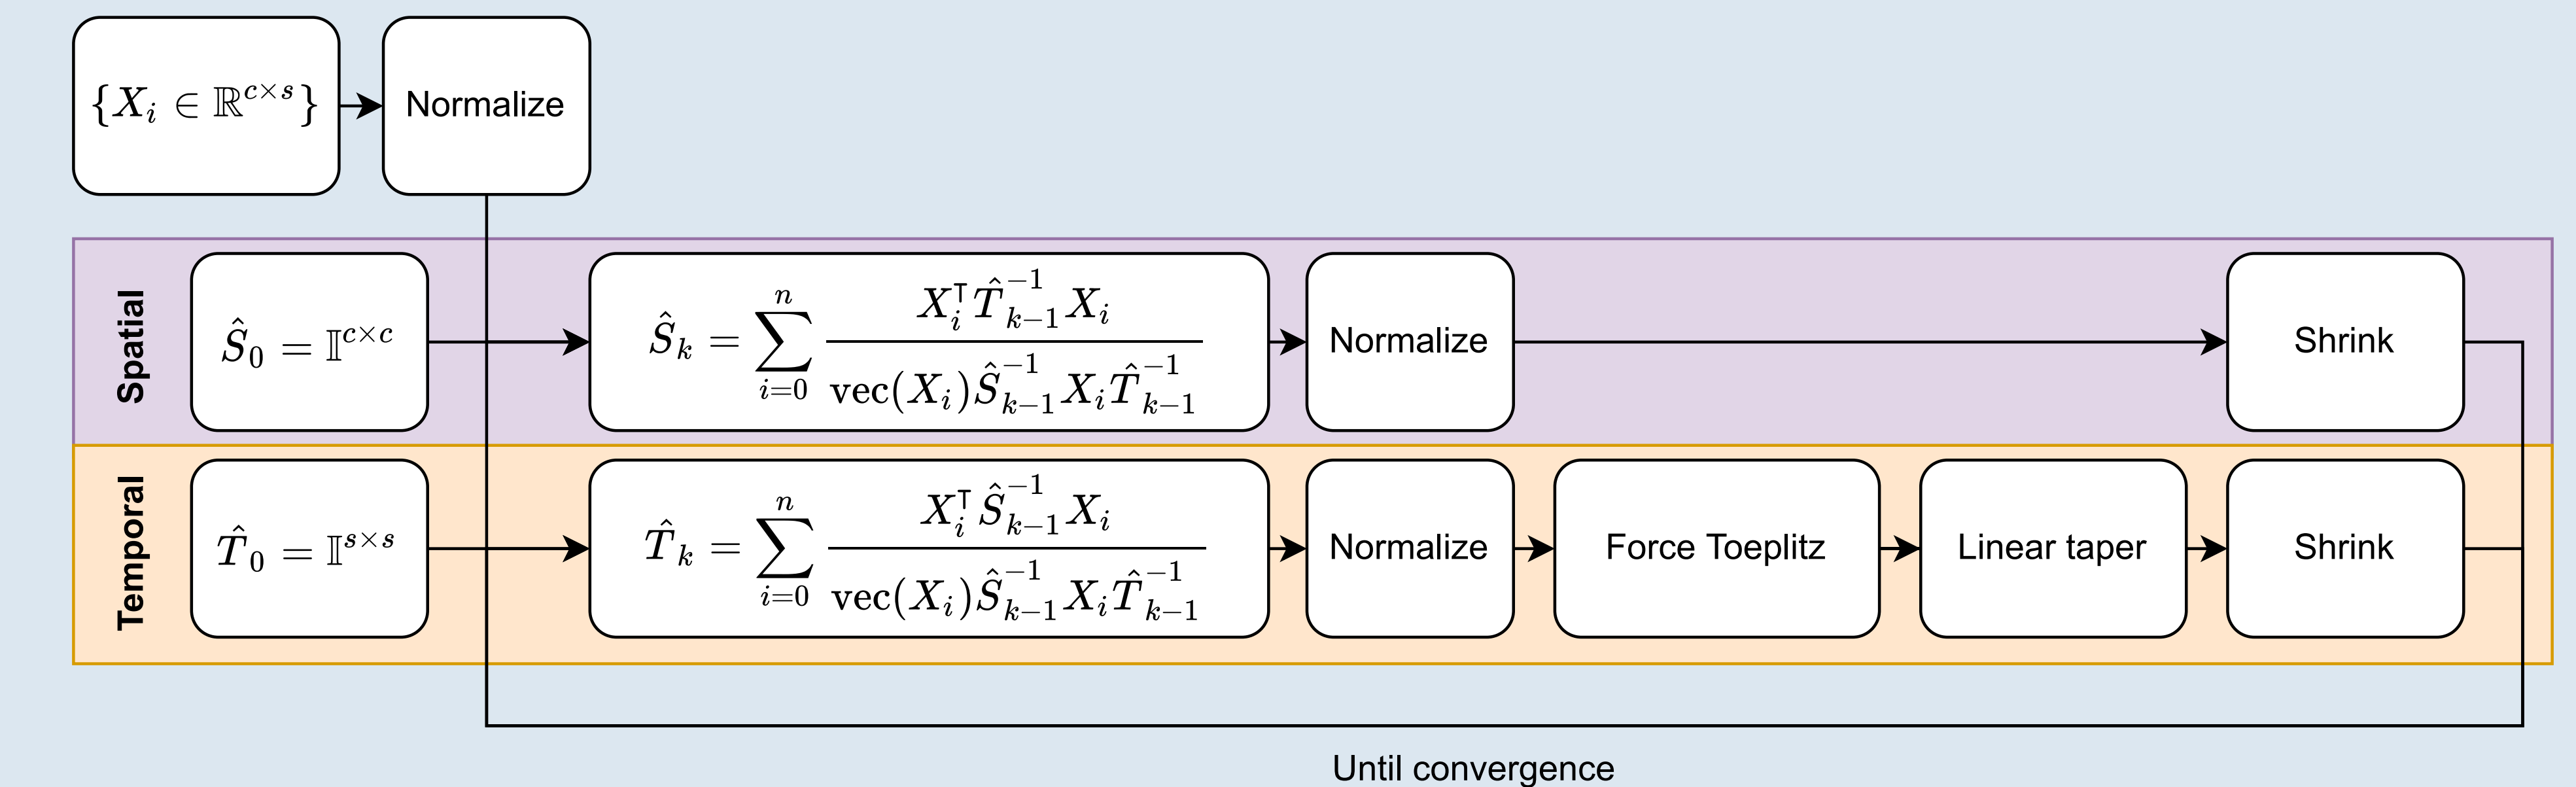 {X_i ∈ ℝ^{c×s}}
Normalize
Spatial
Ŝ_0 = 𝕀^{c×c}
Ŝ_k = ∑_{i=0}^{n} \frac{X_i^⊤ T̂_{k−1}^{−1} X_i}{vec(X_i) Ŝ_{k−1}^{−1} X_i T̂_{k−1}^{−1}}
Normalize
Shrink
Temporal
T̂_0 = 𝕀^{s×s}
T̂_k = ∑_{i=0}^{n} \frac{X_i^⊤ Ŝ_{k−1}^{−1} X_i}{vec(X_i) Ŝ_{k−1}^{−1} X_i T̂_{k−1}^{−1}}
Normalize
Force Toeplitz
Linear taper
Shrink
Until convergence